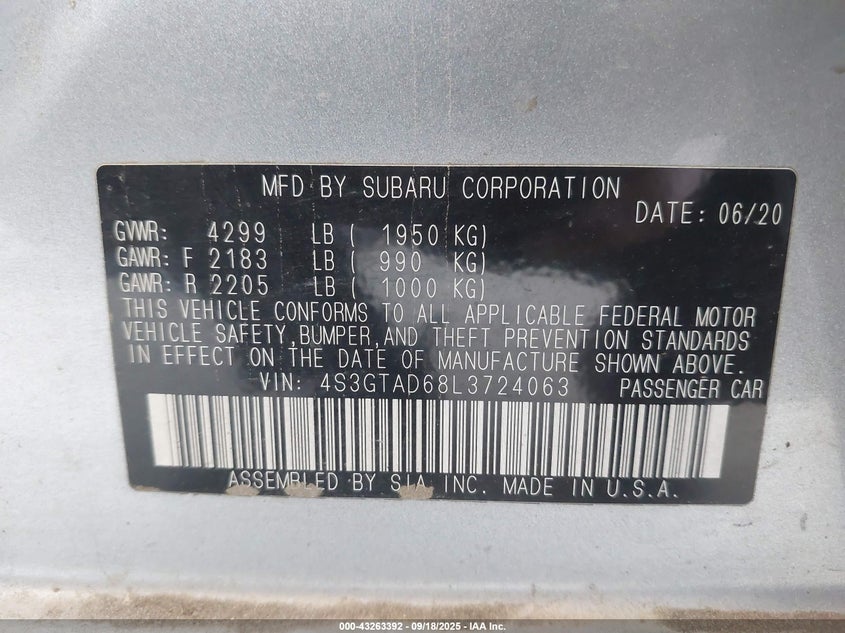 MFD BY SUBARU CORPORATION
DATE: 06/20
GVWR: 4299 LB ( 1950 KG)
GAWR: F 2183 LB ( 990 KG)
GAWR: R 2205 LB ( 1000 KG)
THIS VEHICLE CONFORMS TO ALL APPLICABLE FEDERAL MOTOR
VEHICLE SAFETY,BUMPER,AND THEFT PREVENTION STANDARDS
IN EFFECT ON THE DATE OF MANUFACTURE SHOWN ABOVE.
VIN: 4S3GTAD68L3724063 PASSENGER CAR
ASSEMBLED BY SIA, INC. MADE IN U.S.A.
000-43263392 - 09/18/2025 - IAA Inc.